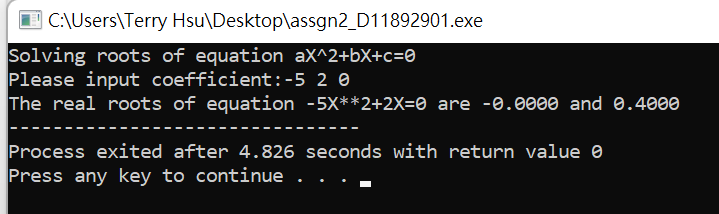 C:\Users\Terry Hsu\Desktop\assgn2_D11892901.exe
Solving roots of equation aX^2+bX+c=0
Please input coefficient:-5 2 0
The real roots of equation -5X**2+2X=0 are -0.0000 and 0.4000
--------------------------------
Process exited after 4.826 seconds with return value 0
Press any key to continue . . .